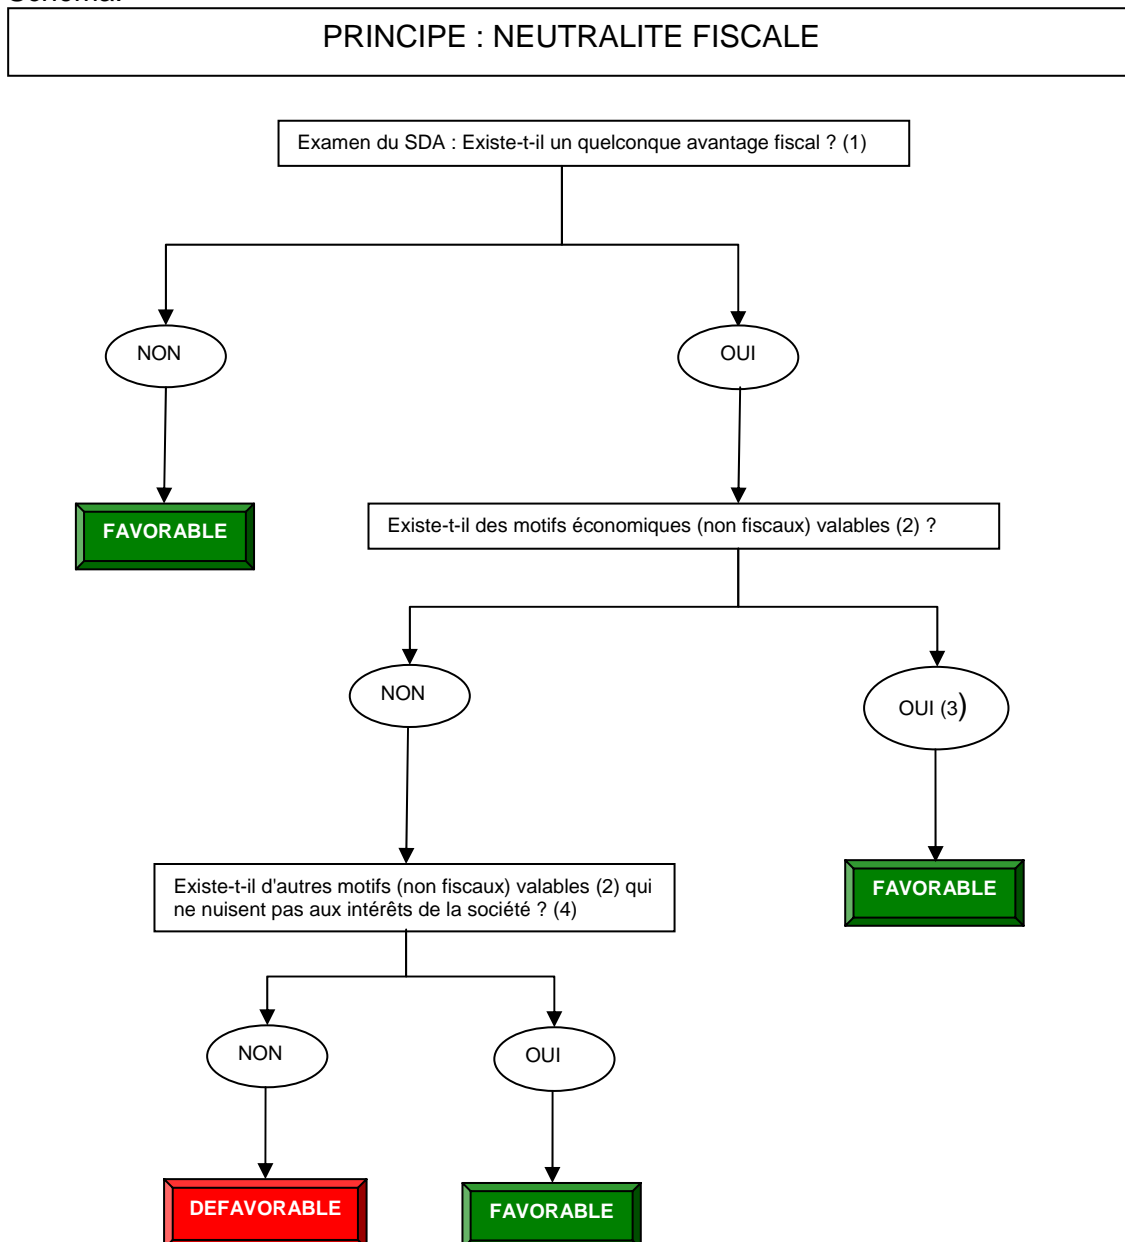 Schéma:
PRINCIPE : NEUTRALITE FISCALE
Examen du SDA : Existe-t-il un quelconque avantage fiscal ? (1)
NON
OUI
FAVORABLE
Existe-t-il des motifs économiques (non fiscaux) valables (2) ?
NON
OUI (3)
Existe-t-il d'autres motifs (non fiscaux) valables (2) qui
ne nuisent pas aux intérêts de la société ? (4)
FAVORABLE
NON
OUI
DEFAVORABLE
FAVORABLE